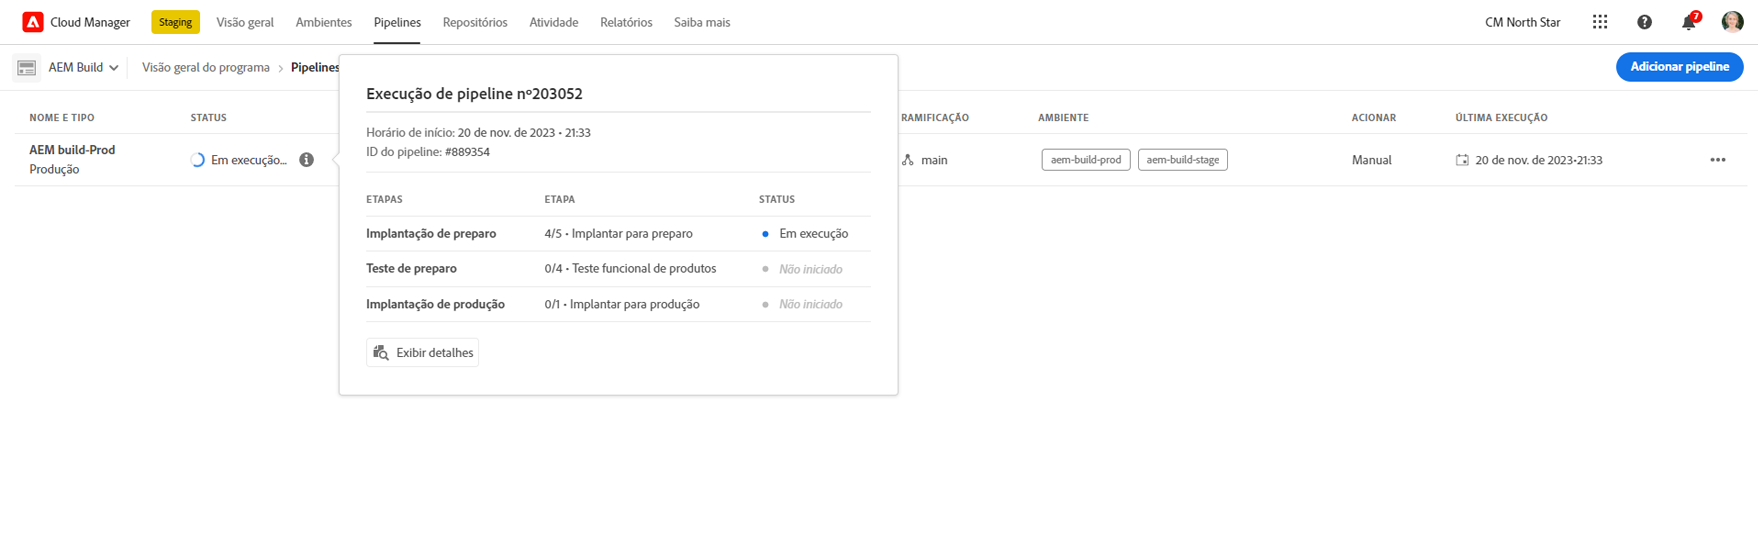 Cloud Manager Staging Visão geral Ambientes Pipelines Repositórios Atividade Relatórios Saiba mais CM North Star 7
AEM Build Visão geral do programa > Pipelines Adicionar pipeline
NOME E TIPO STATUS RAMIFICAÇÃO AMBIENTE ACIONAR ÚLTIMA EXECUÇÃO
AEM build-Prod
Produção
Em execução... main aem-build-prod aem-build-stage Manual 20 de nov. de 2023•21:33
Execução de pipeline nº203052
Horário de início: 20 de nov. de 2023 • 21:33
ID do pipeline: #889354
ETAPAS ETAPA STATUS
Implantação de preparo 4/5 • Implantar para preparo Em execução
Teste de preparo 0/4 • Teste funcional de produtos Não iniciado
Implantação de produção 0/1 • Implantar para produção Não iniciado
Exibir detalhes